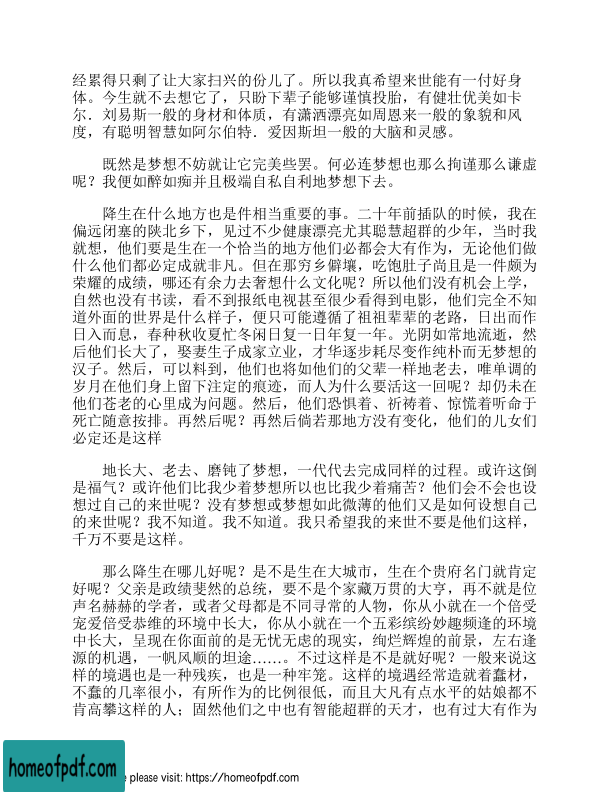 经累得只剩了让大家扫兴的份儿了。所以我真希望来世能有一付好身
体。今生就不去想它了，只盼下辈子能够谨慎投胎，有健壮优美如卡
尔．刘易斯一般的身材和体质，有潇洒漂亮如周恩来一般的象貌和风
度，有聪明智慧如阿尔伯特．爱因斯坦一般的大脑和灵感。
既然是梦想不妨就让它完美些罢。何必连梦想也那么拘谨那么谦虚
呢？我便如醉如痴并且极端自私自利地梦想下去。
降生在什么地方也是件相当重要的事。二十年前插队的时候，我在
偏远闭塞的陕北乡下，见过不少健康漂亮尤其聪慧超群的少年，当时我
就想，他们要是生在一个恰当的地方他们必都会大有作为，无论他们做
什么他们都必定成就非凡。但在那穷乡僻壤，吃饱肚子尚且是一件颇为
荣耀的成绩，哪还有余力去奢想什么文化呢？所以他们没有机会上学，
自然也没有书读，看不到报纸电视甚至很少看得到电影，他们完全不知
道外面的世界是什么样子，便只可能遵循了祖祖辈辈的老路，日出而作
日入而息，春种秋收夏忙冬闲日复一日年复一年。光阴如常地流逝，然
后他们长大了，娶妻生子成家立业，才华逐步耗尽变作纯朴而无梦想的
汉子。然后，可以料到，他们也将如他们的父辈一样地老去，唯单调的
岁月在他们身上留下注定的痕迹，而人为什么要活这一回呢？却仍未在
他们苍老的心里成为问题。然后，他们恐惧着、祈祷着、惊慌着听命于
死亡随意按排。再然后呢？再然后倘若那地方没有变化，他们的儿女们
必定还是这样
地长大、老去、磨钝了梦想，一代代去完成同样的过程。或许这倒
是福气？或许他们比我少着梦想所以也比我少着痛苦？他们会不会也设
想过自己的来世呢？没有梦想或梦想如此微薄的他们又是如何设想自己
的来世呢？我不知道。我不知道。我只希望我的来世不要是他们这样，
千万不要是这样。
那么降生在哪儿好呢？是不是生在大城市，生在个贵府名门就肯定
好呢？父亲是政绩斐然的总统，要不是个家藏万贯的大亨，再不就是位
声名赫赫的学者，或者父母都是不同寻常的人物，你从小就在一个倍受
宠爱倍受恭维的环境中长大，你从小就在一个五彩缤纷妙趣频逢的环境
中长大，呈现在你面前的是无忧无虑的现实，绚烂辉煌的前景，左右逢
源的机遇，一帆风顺的坦途……。不过这样是不是就好呢？一般来说这
样的境遇也是一种残疾，也是一种牢笼。这样的境遇经常造就着蠢材，
不蠢的几率很小，有所作为的比例很低，而且大凡有点水平的姑娘都不
肯高攀这样的人；固然他们之中也有智能超群的天才，也有过大有作为
homeofpdf.com
e please visit: https://homeofpdf.com